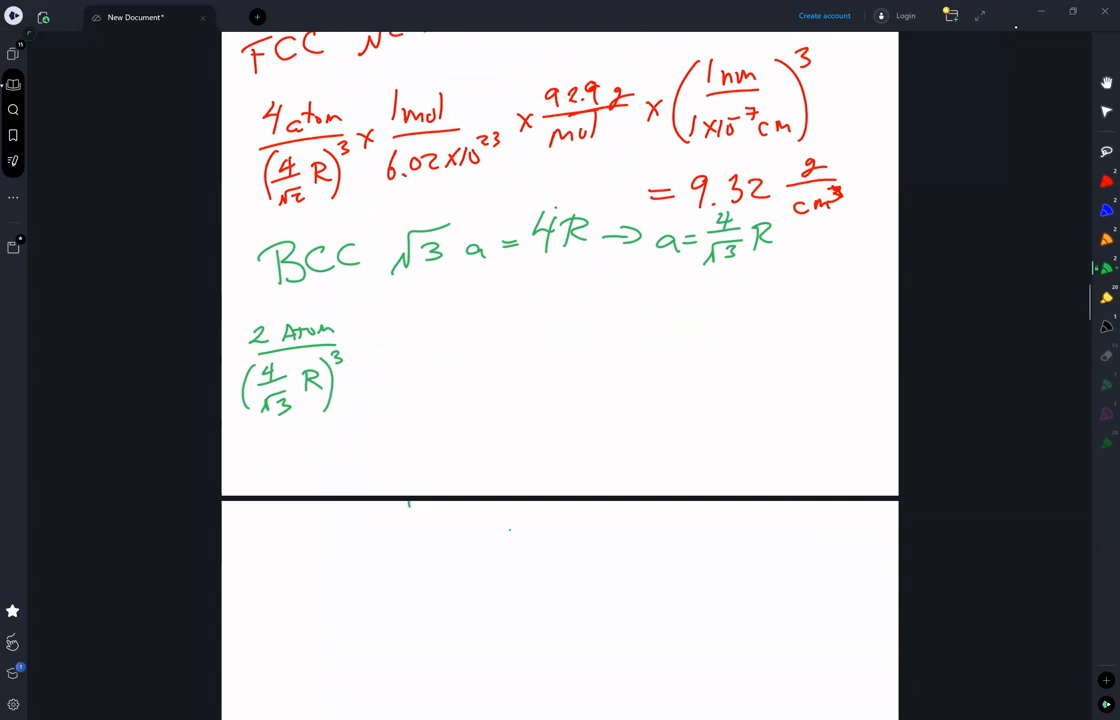 New Document*
Create account
Login
FCC
4 atom / (4/√2 R)^3 × 1 mol / 6.02×10^23 × 92.9 g / mol × (1 nm / 1×10^-7 cm)^3
= 9.32 g/cm^3
BCC √3 a = 4R → a = 4/√3 R
2 Atom / (4/√3 R)^3